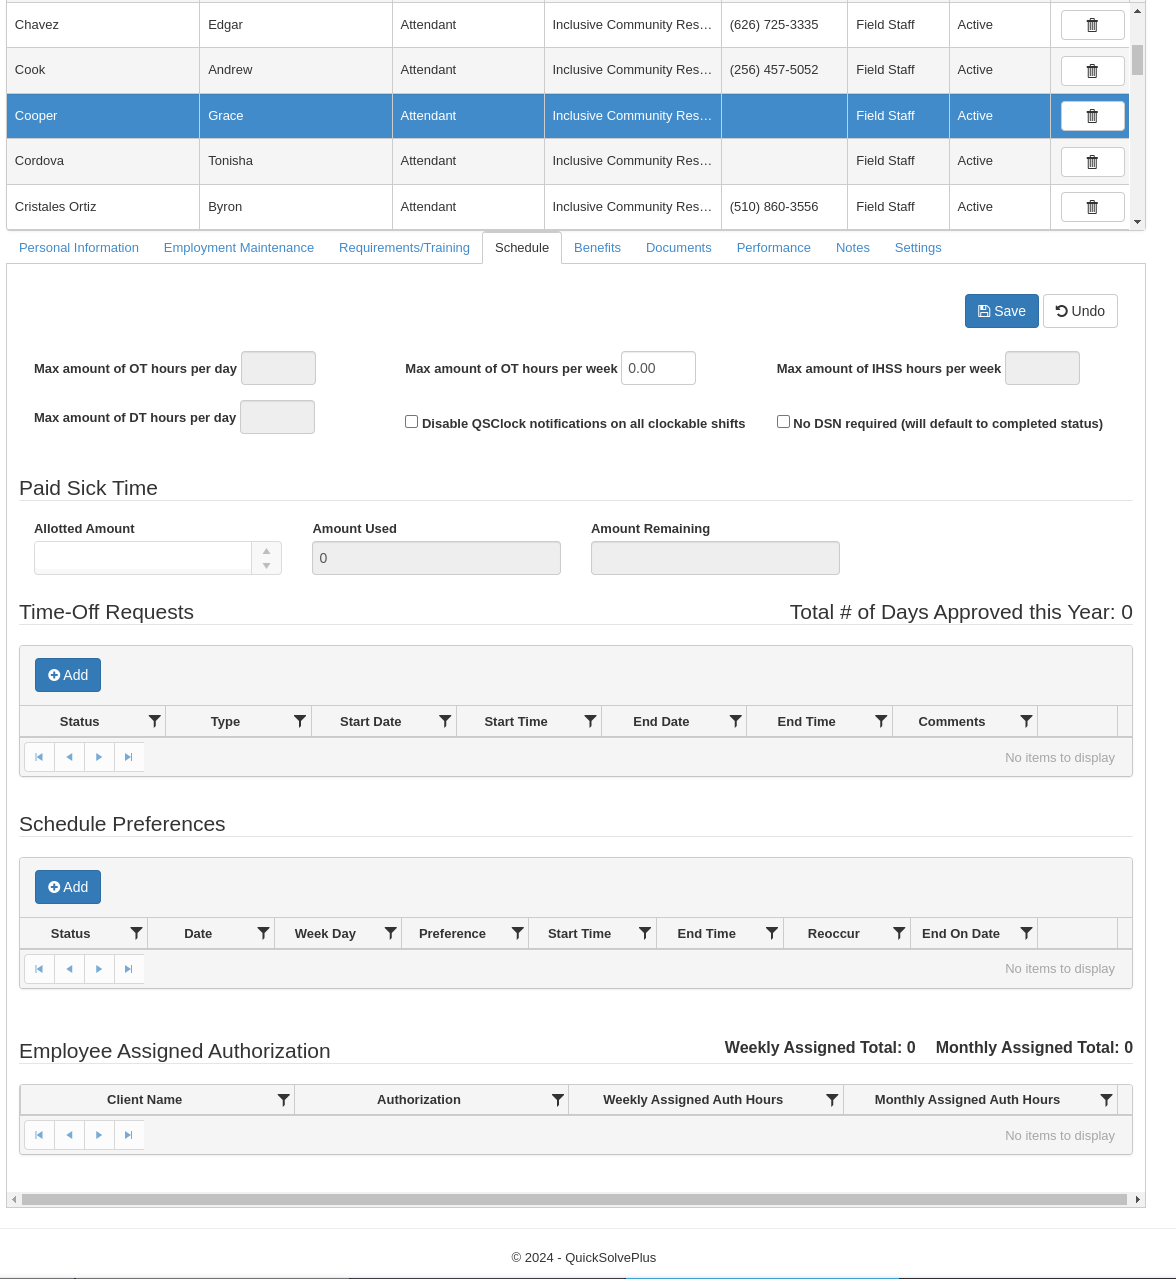 Chavez Edgar Attendant Inclusive Community Res… (626) 725-3335 Field Staff Active
Cook Andrew Attendant Inclusive Community Res… (256) 457-5052 Field Staff Active
Cooper Grace Attendant Inclusive Community Res… Field Staff Active
Cordova Tonisha Attendant Inclusive Community Res… Field Staff Active
Cristales Ortiz Byron Attendant Inclusive Community Res… (510) 860-3556 Field Staff Active
Personal Information Employment Maintenance Requirements/Training Schedule Benefits Documents Performance Notes Settings
Save Undo
Max amount of OT hours per day Max amount of OT hours per week 0.00 Max amount of IHSS hours per week
Max amount of DT hours per day Disable QSClock notifications on all clockable shifts No DSN required (will default to completed status)
Paid Sick Time
Allotted Amount Amount Used Amount Remaining
0
Time-Off Requests Total # of Days Approved this Year: 0
Add
Status Type Start Date Start Time End Date End Time Comments
No items to display
Schedule Preferences
Add
Status Date Week Day Preference Start Time End Time Reoccur End On Date
No items to display
Employee Assigned Authorization Weekly Assigned Total: 0 Monthly Assigned Total: 0
Client Name Authorization Weekly Assigned Auth Hours Monthly Assigned Auth Hours
No items to display
© 2024 - QuickSolvePlus